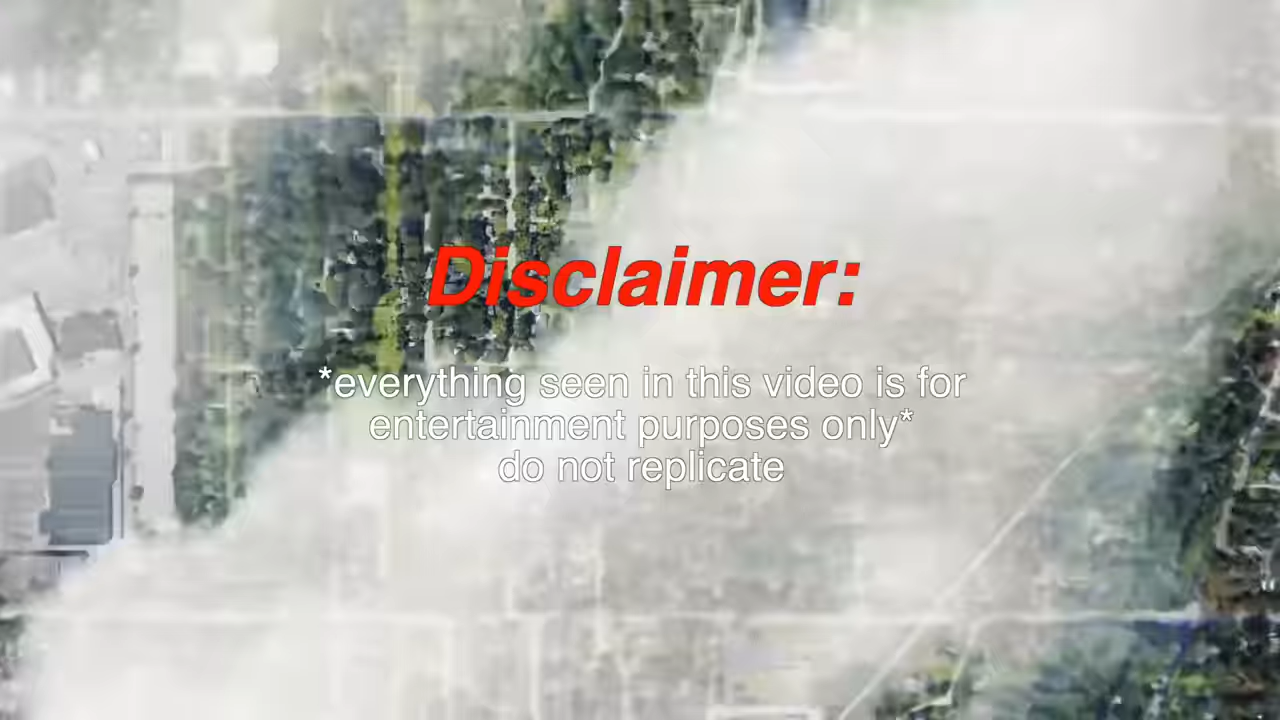 Disclaimer:
*everything seen in this video is for
entertainment purposes only*
do not replicate